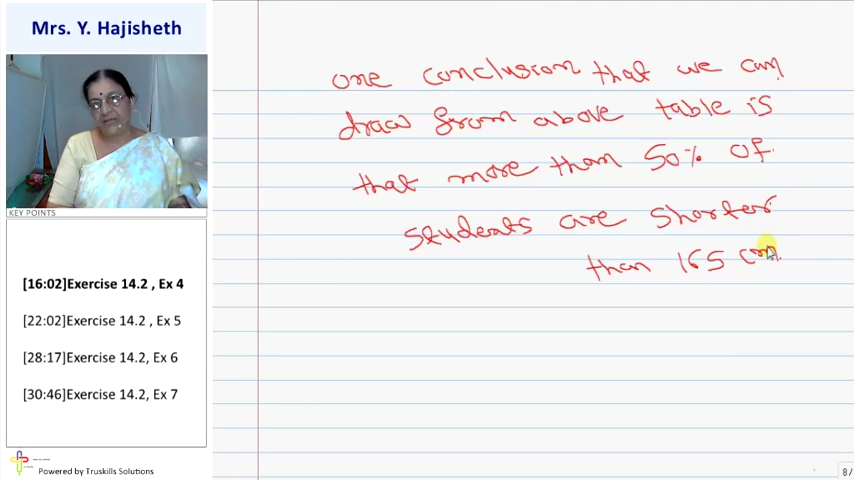 Mrs. Y. Hajisheth
KEY POINTS
[16:02]Exercise 14.2 , Ex 4
[22:02]Exercise 14.2 , Ex 5
[28:17]Exercise 14.2, Ex 6
[30:46]Exercise 14.2, Ex 7
Powered by Truskills Solutions
one conclusion that we can
draw from above table is
that more than 50% of
students are shorter
than 165 cm.
8/